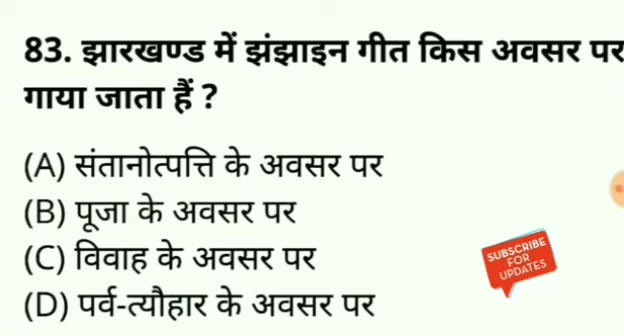 83. झारखण्ड में झंझाइन गीत किस अवसर पर
गाया जाता हैं ?
(A) संतानोत्पत्ति के अवसर पर
(B) पूजा के अवसर पर
(C) विवाह के अवसर पर
(D) पर्व-त्यौहार के अवसर पर
SUBSCRIBE
FOR
UPDATES